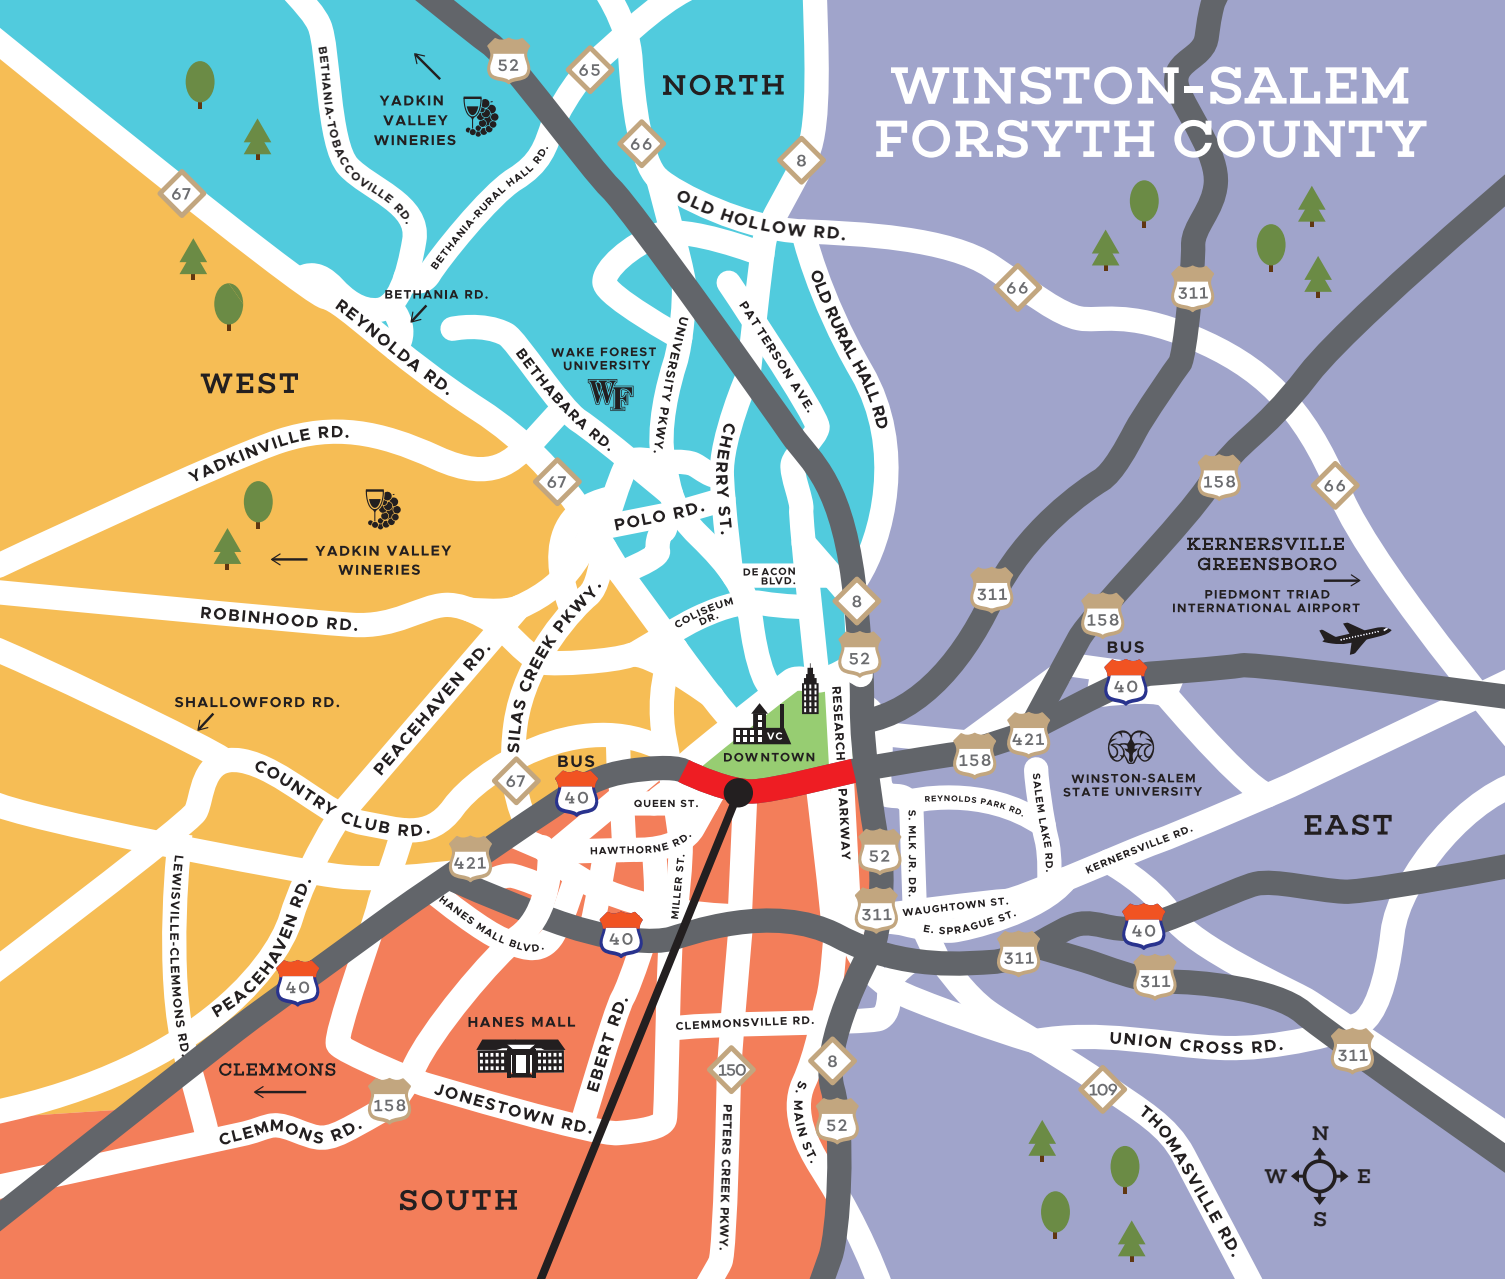 WINSTON-SALEM
FORSYTH COUNTY
NORTH
52
65
66
8
67
BETHANIA-TOBACCOVILLE RD.
YADKIN
VALLEY
WINERIES
BETHANIA-RURAL HALL RD.
OLD HOLLOW RD.
66
311
BETHANIA RD.
REYNOLDA RD.
OLD RURAL HALL RD
PATTERSON AVE.
UNIVERSITY PKWY.
WAKE FOREST
UNIVERSITY
WF
BETHABARA RD.
CHERRY ST.
WEST
YADKINVILLE RD.
67
158
66
POLO RD.
YADKIN VALLEY
WINERIES
KERNERSVILLE
GREENSBORO
PIEDMONT TRIAD
INTERNATIONAL AIRPORT
DEACON
BLVD.
COLISEUM
DR.
8
311
158
ROBINHOOD RD.
SILAS CREEK PKWY.
PEACEHAVEN RD.
52
BUS
40
SHALLOWFORD RD.
RESEARCH
PARKWAY
VC
DOWNTOWN
421
158
WINSTON-SALEM
STATE UNIVERSITY
COUNTRY CLUB RD.
67
BUS
40
QUEEN ST.
HAWTHORNE RD.
MILLER ST.
421
REYNOLDS PARK RD.
SALEM LAKE RD.
S. MLK JR. DR.
KERNERSVILLE RD.
EAST
52
311
WAUGHTOWN ST.
E. SPRAGUE ST.
40
311
311
LEWISVILLE-CLEMMONS RD.
PEACEHAVEN RD.
40
HANES MALL BLVD.
40
HANES MALL
EBERT RD.
CLEMMONSVILLE RD.
UNION CROSS RD.
311
CLEMMONS
158
JONESTOWN RD.
CLEMMONS RD.
150
PETERS CREEK PKWY.
8
S. MAIN ST.
52
109
THOMASVILLE RD.
SOUTH
N
W
E
S